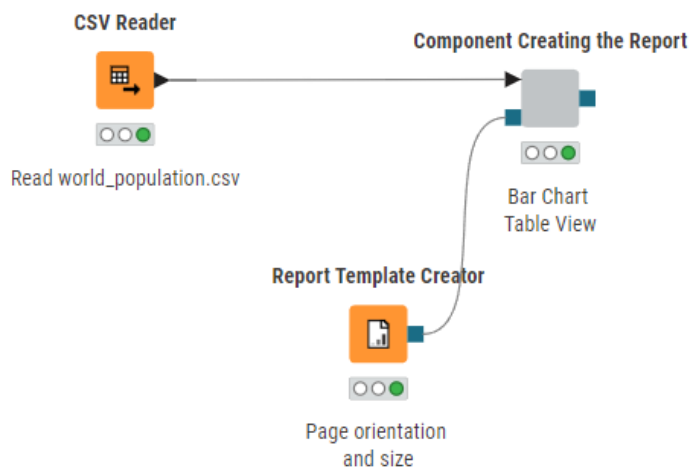 CSV Reader
Component Creating the Report
Read world_population.csv
Bar Chart
Table View
Report Template Creator
Page orientation
and size